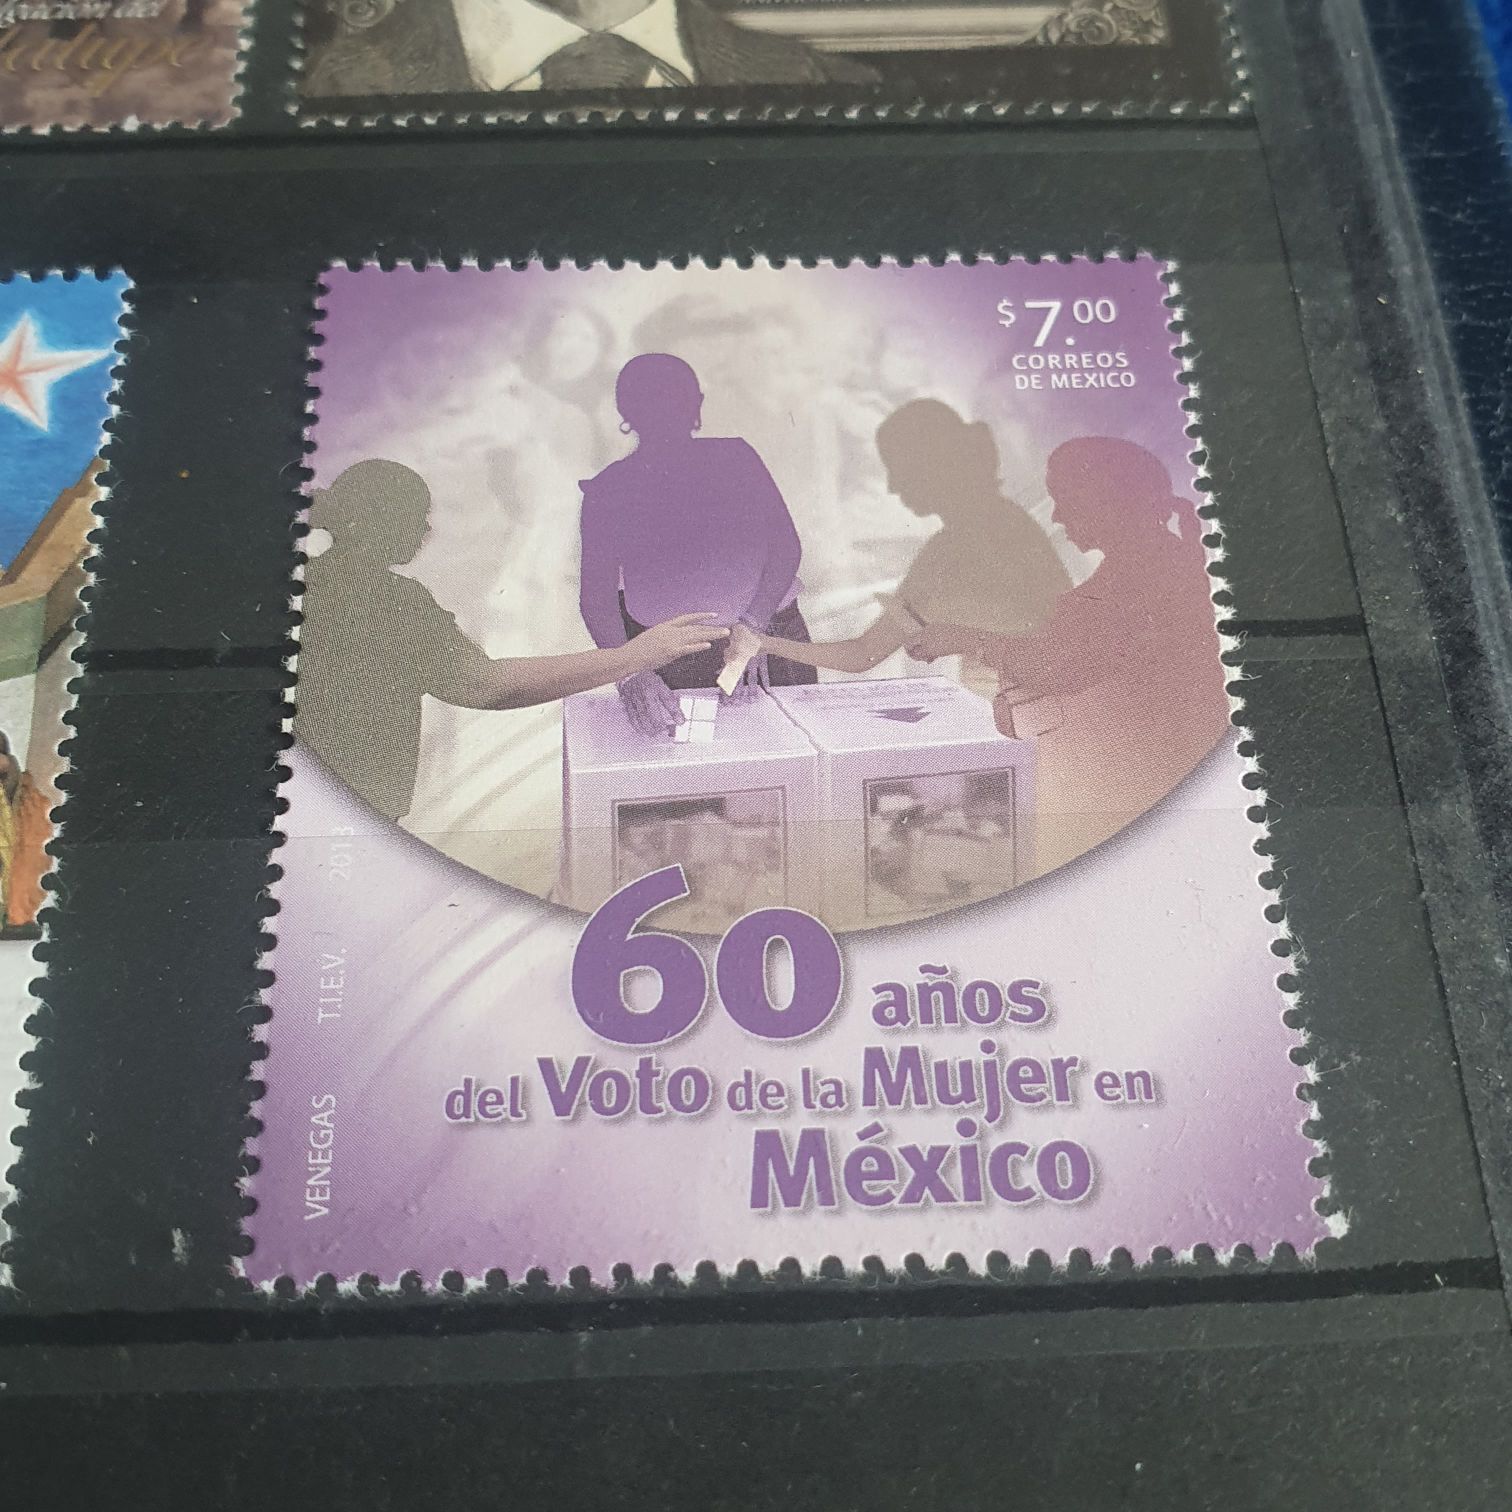 $7.00
CORREOS
DE MEXICO
60 años
del Voto de la Mujer en
México
VENEGAS T.I.E.V. 2013